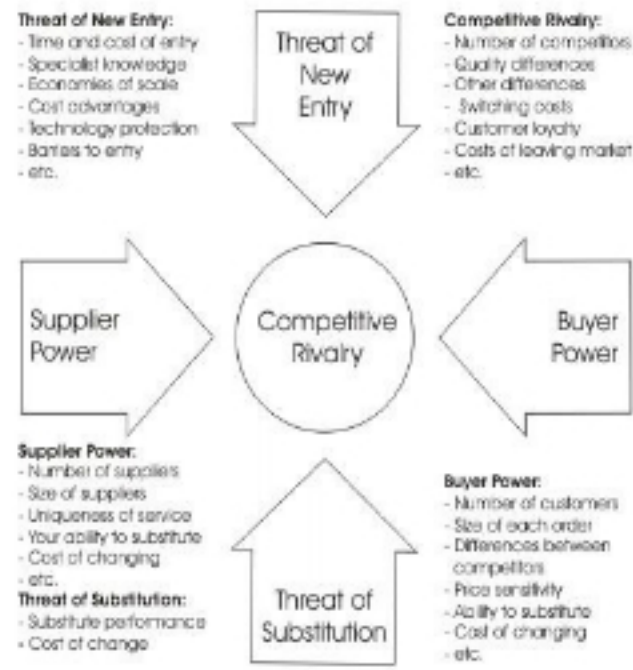 Threat of New Entry:
- Time and cost of entry
- Specialist knowledge
- Economies of scale
- Cost advantages
- Technology protection
- Barriers to entry
- etc.
Threat of
New
Entry
Competitive Rivalry:
- Number of competitors
- Quality differences
- Other differences
- Switching costs
- Customer loyalty
- Costs of leaving market
- etc.
Supplier
Power
Competitive
Rivalry
Buyer
Power
Supplier Power:
- Number of suppliers
- Size of suppliers
- Uniqueness of service
- Your ability to substitute
- Cost of changing
- etc.
Threat of Substitution:
- Substitute performance
- Cost of change
Threat of
Substitution
Buyer Power:
- Number of customers
- Size of each order
- Differences between
competitors
- Price sensitivity
- Ability to substitute
- Cost of changing
- etc.